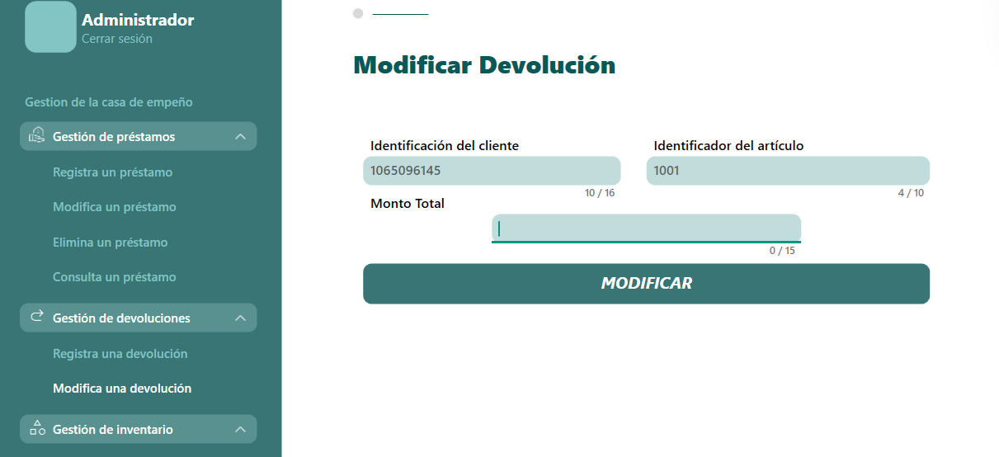 Administrador
Cerrar sesión
Gestion de la casa de empeño
Gestión de préstamos
Registra un préstamo
Modifica un préstamo
Elimina un préstamo
Consulta un préstamo
Gestión de devoluciones
Registra una devolución
Modifica una devolución
Gestión de inventario
Modificar Devolución
Identificación del cliente
1065096145
10 / 16
Identificador del artículo
1001
4 / 10
Monto Total
0 / 15
MODIFICAR